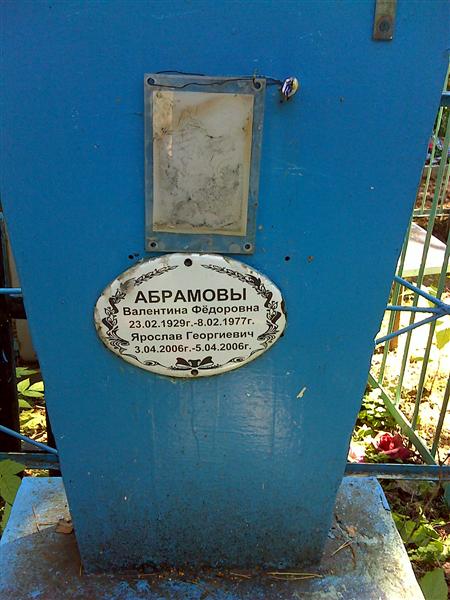 АБРАМОВЫ
Валентина Фёдоровна
23.02.1929г.-8.02.1977г.
Ярослав Георгиевич
3.04.2006г.-5.04.2006г.